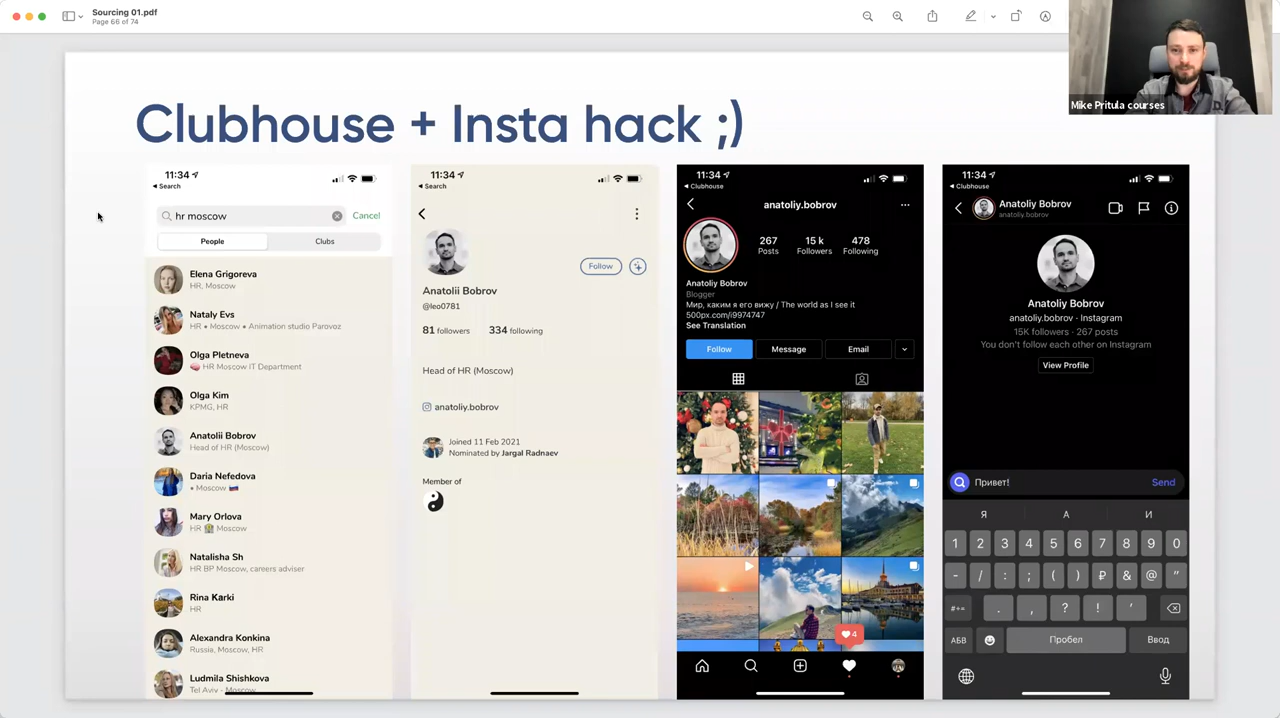 Sourcing 01.pdf
Page 66 of 74
Mike Pritula courses
Clubhouse + Insta hack ;)
11:34
Search
hr moscow
Cancel
People
Clubs
Elena Grigoreva
HR, Moscow
Nataly Evs
HR • Moscow • Animation studio Parovoz
Olga Pletneva
🧠 HR Moscow iT Department
Olga Kim
KPMG, HR
Anatolii Bobrov
Head of HR (Moscow)
Daria Nefedova
• Moscow 🇷🇺
Mary Orlova
HR 👩🏫 Moscow
Natalisha Sh
HR BP Moscow, careers adviser
Rina Karki
HR
Alexandra Konkina
Russia, Moscow, HR
Ludmila Shishkova
Tel Aviv - Moscow
11:34
Search
Follow
Anatolii Bobrov
@leo0781
81 followers 334 following
Head of HR (Moscow)
anatoliy.bobrov
Joined 11 Feb 2021
Nominated by Jargal Radnaev
Member of
11:34
Clubhouse
anatoliy.bobrov
267 15 k 478
Posts Followers Following
Anatoliy Bobrov
Blogger
Мир, каким я его вижу / The world as I see it
500px.com/i9974747
See Translation
Follow Message Email
4
11:34
Clubhouse
Anatoliy Bobrov
anatoliy.bobrov
Anatoliy Bobrov
anatoliy.bobrov · Instagram
15K followers · 267 posts
You don't follow each other on Instagram
View Profile
Привет!
Send
Я А И
1 2 3 4 5 6 7 8 9 0
- / : ; ( ) ₽ & @ "
#+= . , ? ! '
АБВ Пробел Ввод